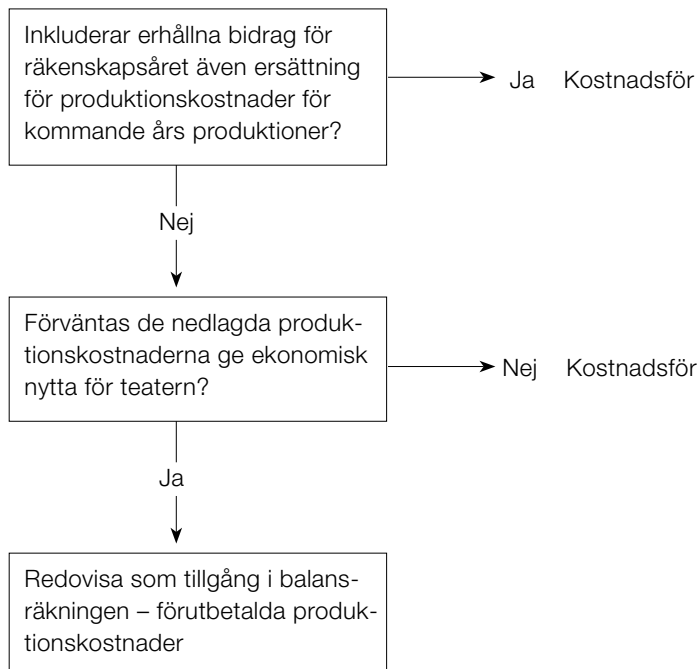 Inkluderar erhållna bidrag för
räkenskapsåret även ersättning
för produktionskostnader för
kommande års produktioner?
Ja Kostnadsför
Nej
Förväntas de nedlagda produk-
tionskostnaderna ge ekonomisk
nytta för teatern?
Nej Kostnadsför
Ja
Redovisa som tillgång i balans-
räkningen – förutbetalda produk-
tionskostnader